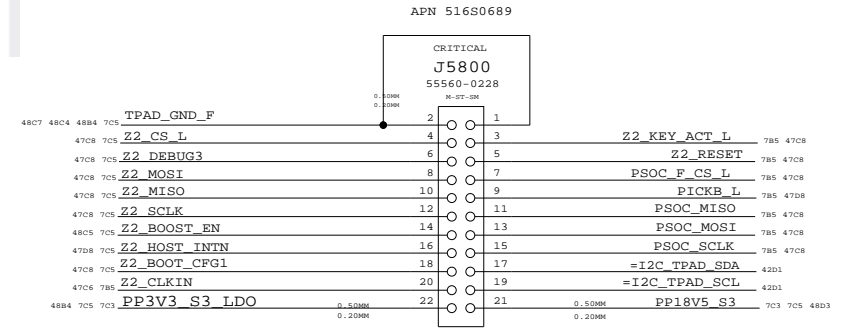 APN 516S0689
CRITICAL
J5800
55560-0228
M-ST-SM
0.50MM
0.20MM
48C7 48C4 48B4 7C5 TPAD_GND_F 2 1
47C8 7C5 Z2_CS_L 4 3 Z2_KEY_ACT_L 7B5 47C8
47C8 7C5 Z2_DEBUG3 6 5 Z2_RESET 7B5 47C8
47C8 7C5 Z2_MOSI 8 7 PSOC_F_CS_L 7B5 47C8
47C8 7C5 Z2_MISO 10 9 PICKB_L 7B5 47D8
47C8 7C5 Z2_SCLK 12 11 PSOC_MISO 7B5 47C8
48C5 7C5 Z2_BOOST_EN 14 13 PSOC_MOSI 7B5 47C8
47D8 7C5 Z2_HOST_INTN 16 15 PSOC_SCLK 7B5 47C8
47C8 7C5 Z2_BOOT_CFG1 18 17 =I2C_TPAD_SDA 42D1
47C6 7B5 Z2_CLKIN 20 19 =I2C_TPAD_SCL 42D1
48B4 7C5 7C3 PP3V3_S3_LDO 0.50MM 22 21 0.50MM PP18V5_S3 7C3 7C5 48D3
0.20MM 0.20MM